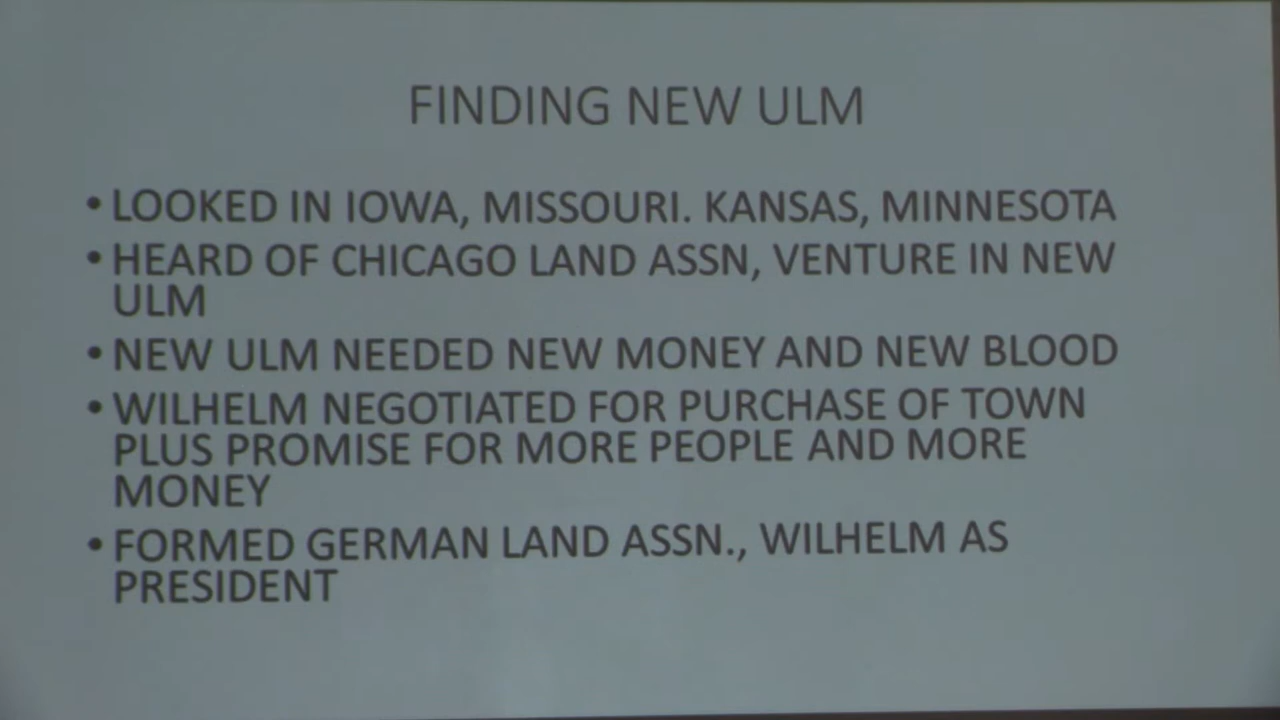 FINDING NEW ULM
• LOOKED IN IOWA, MISSOURI. KANSAS, MINNESOTA
• HEARD OF CHICAGO LAND ASSN, VENTURE IN NEW
ULM
• NEW ULM NEEDED NEW MONEY AND NEW BLOOD
• WILHELM NEGOTIATED FOR PURCHASE OF TOWN
PLUS PROMISE FOR MORE PEOPLE AND MORE
MONEY
• FORMED GERMAN LAND ASSN., WILHELM AS
PRESIDENT